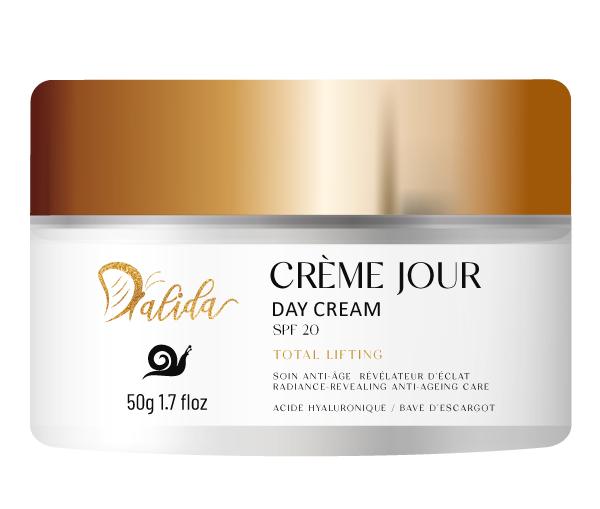 Dalida
50g 1.7 floz
CRÈME JOUR
DAY CREAM
SPF 20
TOTAL LIFTING
SOIN ANTI-ÂGE RÉVÉLATEUR D'ÉCLAT
RADIANCE-REVEALING ANTI-AGEING CARE
ACIDE HYALURONIQUE / BAVE D'ESCARGOT